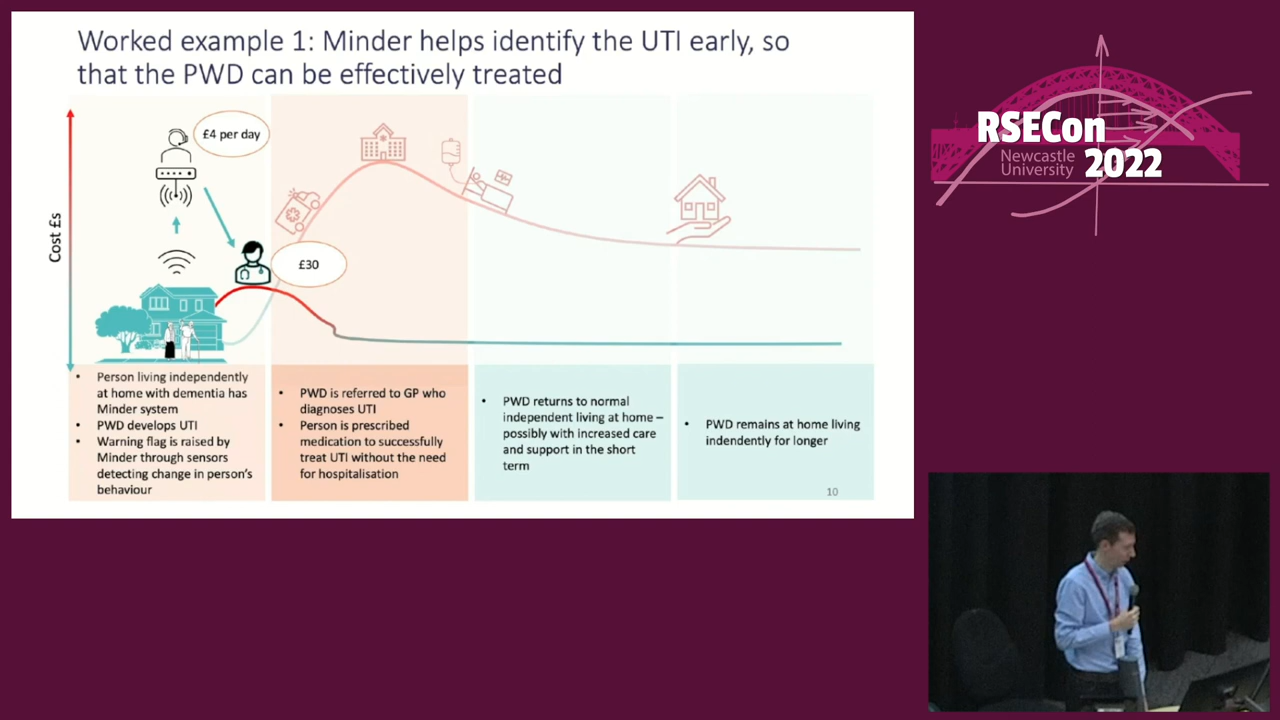 Worked example 1: Minder helps identify the UTI early, so
that the PWD can be effectively treated
£4 per day
Cost £s
£30
• Person living independently
at home with dementia has
Minder system
• PWD develops UTI
• Warning flag is raised by
Minder through sensors
detecting change in person's
behaviour
• PWD is referred to GP who
diagnoses UTI
• Person is prescribed
medication to successfully
treat UTI without the need
for hospitalisation
• PWD returns to normal
independent living at home –
possibly with increased care
and support in the short
term
• PWD remains at home living
indendently for longer
10
RSECon
Newcastle
University
2022